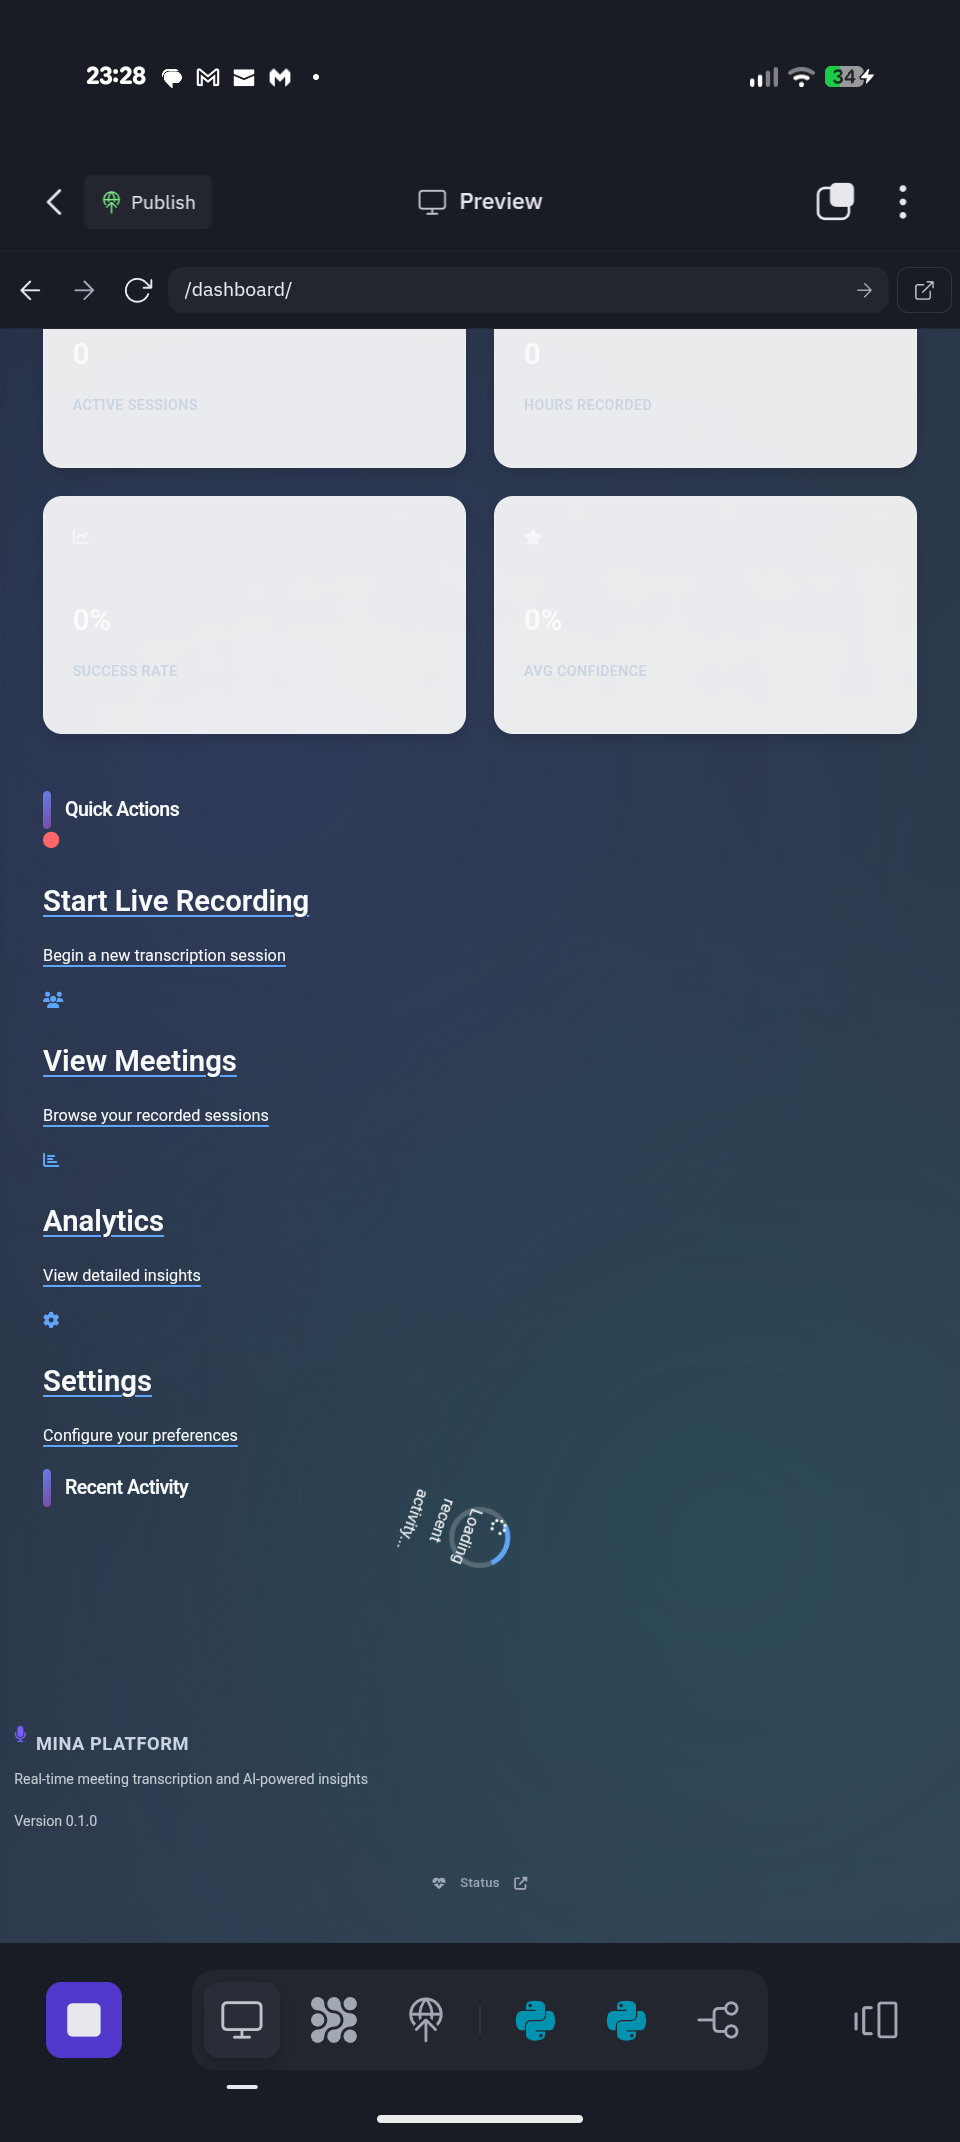 23:28
34
Publish
Preview
/dashboard/
0
0
ACTIVE SESSIONS
HOURS RECORDED
0%
0%
SUCCESS RATE
AVG CONFIDENCE
Quick Actions
Start Live Recording
Begin a new transcription session
View Meetings
Browse your recorded sessions
Analytics
View detailed insights
Settings
Configure your preferences
Recent Activity
Loading
recent
activity...
MINA PLATFORM
Real-time meeting transcription and AI-powered insights
Version 0.1.0
Status